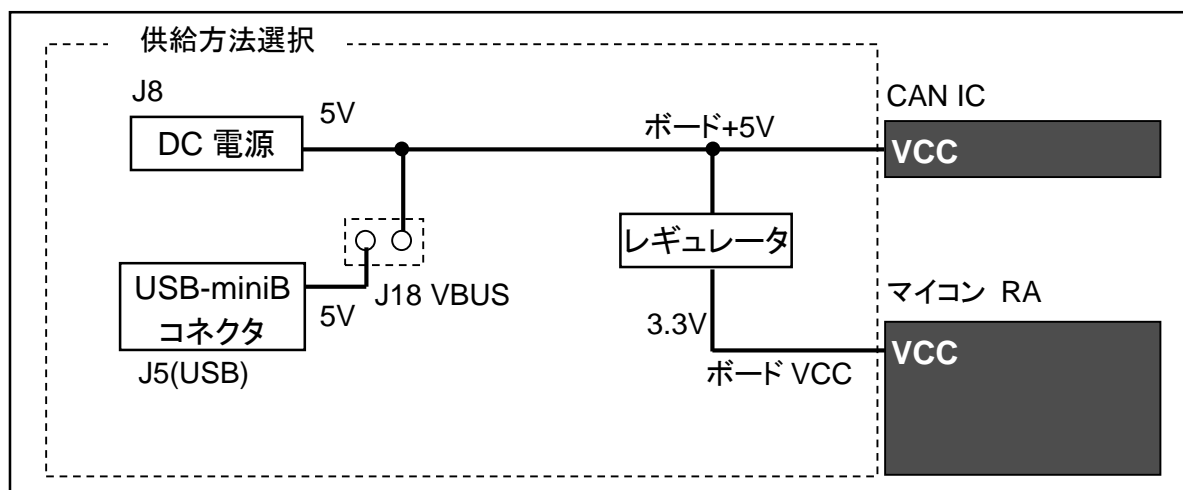 供給方法選択
J8
5V
DC 電源
ボード+5V
CAN IC
VCC
レギュレータ
USB-miniB
コネクタ
5V
J18 VBUS
J5(USB)
3.3V
ボード VCC
マイコン RA
VCC